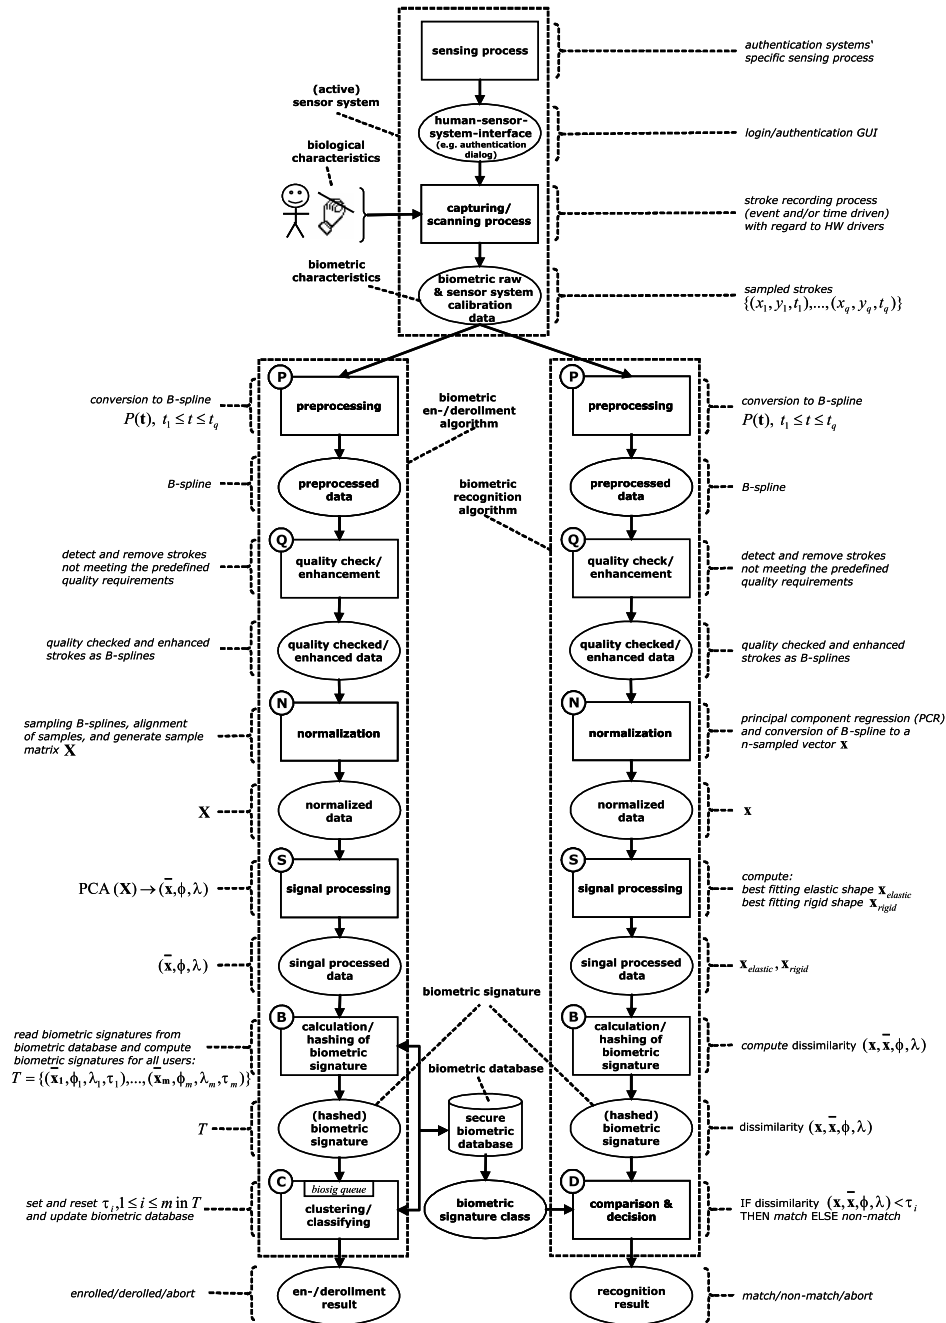 sensing process
authentication systems'
specific sensing process
(active)
sensor system
human-sensor-
system-interface
(e.g. authentication
dialog)
login/authentication GUI
biological
characteristics
capturing/
scanning process
stroke recording process
(event and/or time driven)
with regard to HW drivers
biometric
characteristics
biometric raw
& sensor system
calibration
data
sampled strokes
{(x₁, y₁, t₁),...,(x_q, y_q, t_q)}
conversion to B-spline
P(t), t₁ ≤ t ≤ t_q
P
preprocessing
biometric
en-/derollment
algorithm
P
preprocessing
conversion to B-spline
P(t), t₁ ≤ t ≤ t_q
B-spline
preprocessed
data
biometric
recognition
algorithm
preprocessed
data
B-spline
detect and remove strokes
not meeting the predefined
quality requirements
Q
quality check/
enhancement
Q
quality check/
enhancement
detect and remove strokes
not meeting the predefined
quality requirements
quality checked and enhanced
strokes as B-splines
quality checked/
enhanced data
quality checked/
enhanced data
quality checked and enhanced
strokes as B-splines
sampling B-splines, alignment
of samples, and generate sample
matrix X
N
normalization
N
normalization
principal component regression (PCR)
and conversion of B-spline to a
n-sampled vector x
X
normalized
data
normalized
data
x
PCA (X) → (x̄,ϕ,λ)
S
signal processing
S
signal processing
compute:
best fitting elastic shape x_elastic
best fitting rigid shape x_rigid
(x̄,ϕ,λ)
singal processed
data
singal processed
data
x_elastic, x_rigid
biometric signature
read biometric signatures from
biometric database and compute
biometric signatures for all users:
T = {(x̄₁,ϕ₁,λ₁,τ₁),...,(x̄ₘ,ϕₘ,λₘ,τₘ)}
B
calculation/
hashing of
biometric
signature
B
calculation/
hashing of
biometric
signature
compute dissimilarity (x, x̄,ϕ,λ)
biometric database
T
(hashed)
biometric
signature
secure
biometric
database
(hashed)
biometric
signature
dissimilarity (x, x̄,ϕ,λ)
set and reset τᵢ,1 ≤ i ≤ m in T
and update biometric database
C
biosig queue
clustering/
classifying
biometric
signature class
D
comparison &
decision
IF dissimilarity (x, x̄,ϕ,λ) < τᵢ
THEN match ELSE non-match
enrolled/derolled/abort
en-/derollment
result
recognition
result
match/non-match/abort